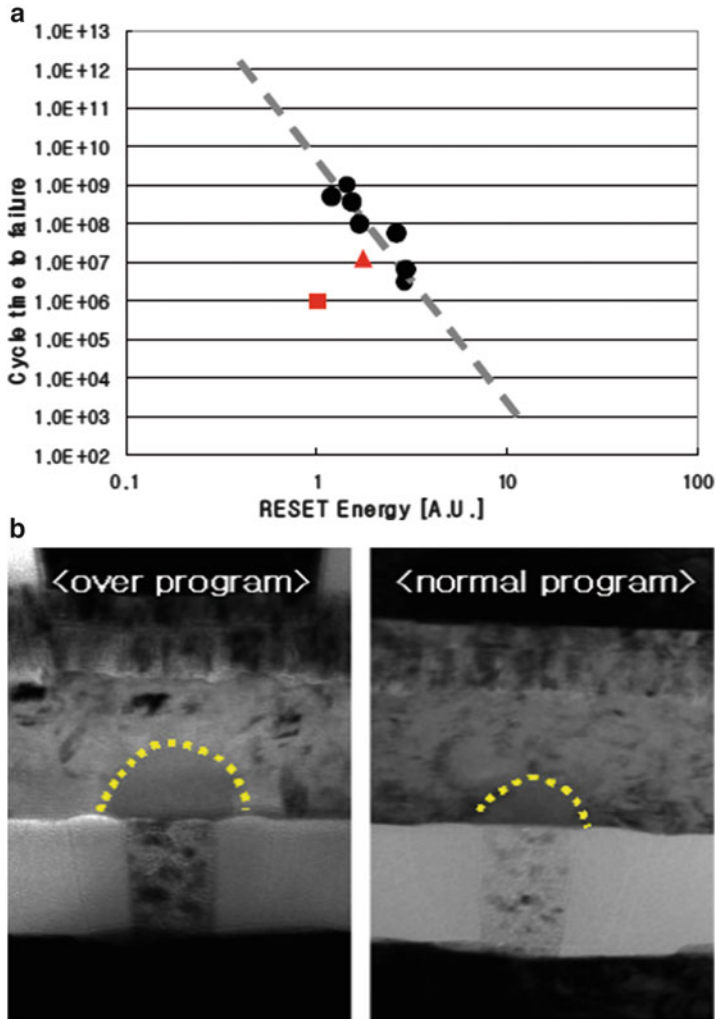 a
Cycle time to failure
1.0E+13
1.0E+12
1.0E+11
1.0E+10
1.0E+09
1.0E+08
1.0E+07
1.0E+06
1.0E+05
1.0E+04
1.0E+03
1.0E+02
0.1 1 10 100
RESET Energy [A.U.]
b
<over program> <normal program>